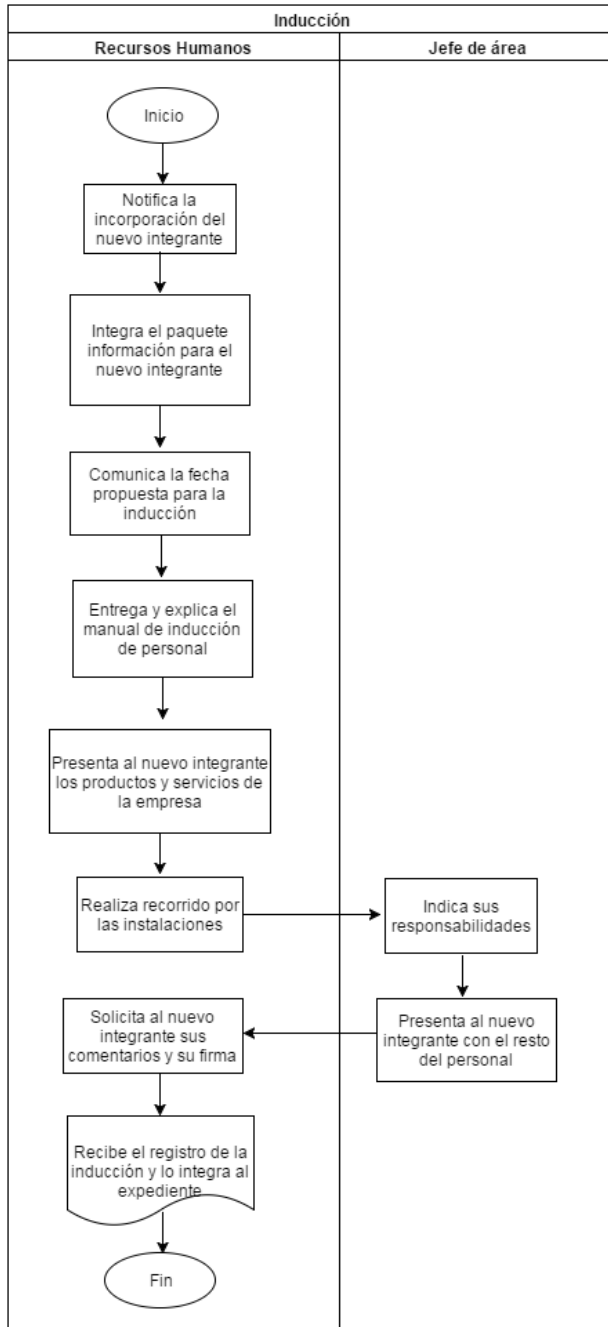 Inducción
Recursos Humanos
Jefe de área
Inicio
Notifica la
incorporación del
nuevo integrante
Integra el paquete
información para el
nuevo integrante
Comunica la fecha
propuesta para la
inducción
Entrega y explica el
manual de inducción
de personal
Presenta al nuevo integrante
los productos y servicios de
la empresa
Realiza recorrido por
las instalaciones
Indica sus
responsabilidades
Presenta al nuevo
integrante con el resto
del personal
Solicita al nuevo
integrante sus
comentarios y su firma
Recibe el registro de la
inducción y lo integra al
expediente
Fin